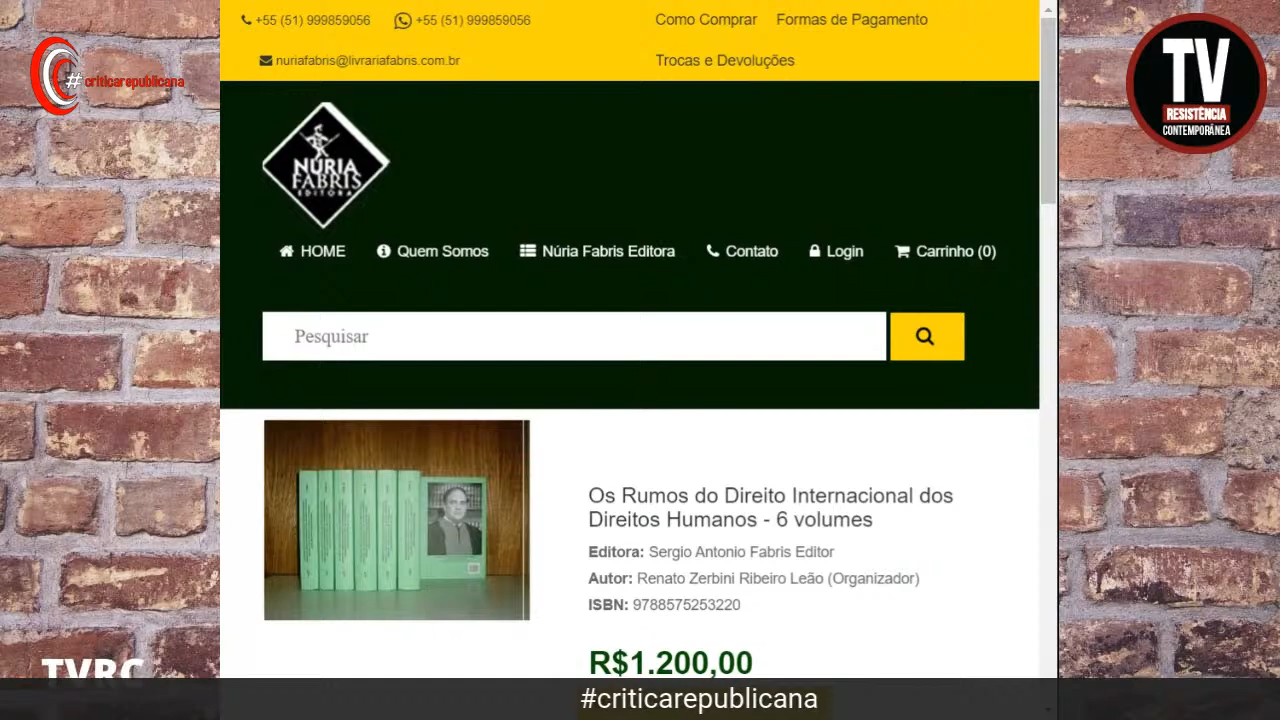 +55 (51) 999859056
+55 (51) 999859056
Como Comprar
Formas de Pagamento
nuriafabris@livrariafabris.com.br
Trocas e Devoluções
#criticarepublicana
TV
RESISTÊNCIA
CONTEMPORÂNEA
NÚRIA
FABRIS
EDITORA
HOME
Quem Somos
Núria Fabris Editora
Contato
Login
Carrinho (0)
Pesquisar
Os Rumos do Direito Internacional dos
Direitos Humanos - 6 volumes
Editora: Sergio Antonio Fabris Editor
Autor: Renato Zerbini Ribeiro Leão (Organizador)
ISBN: 9788575253220
R$1.200,00
TVRC
#criticarepublicana